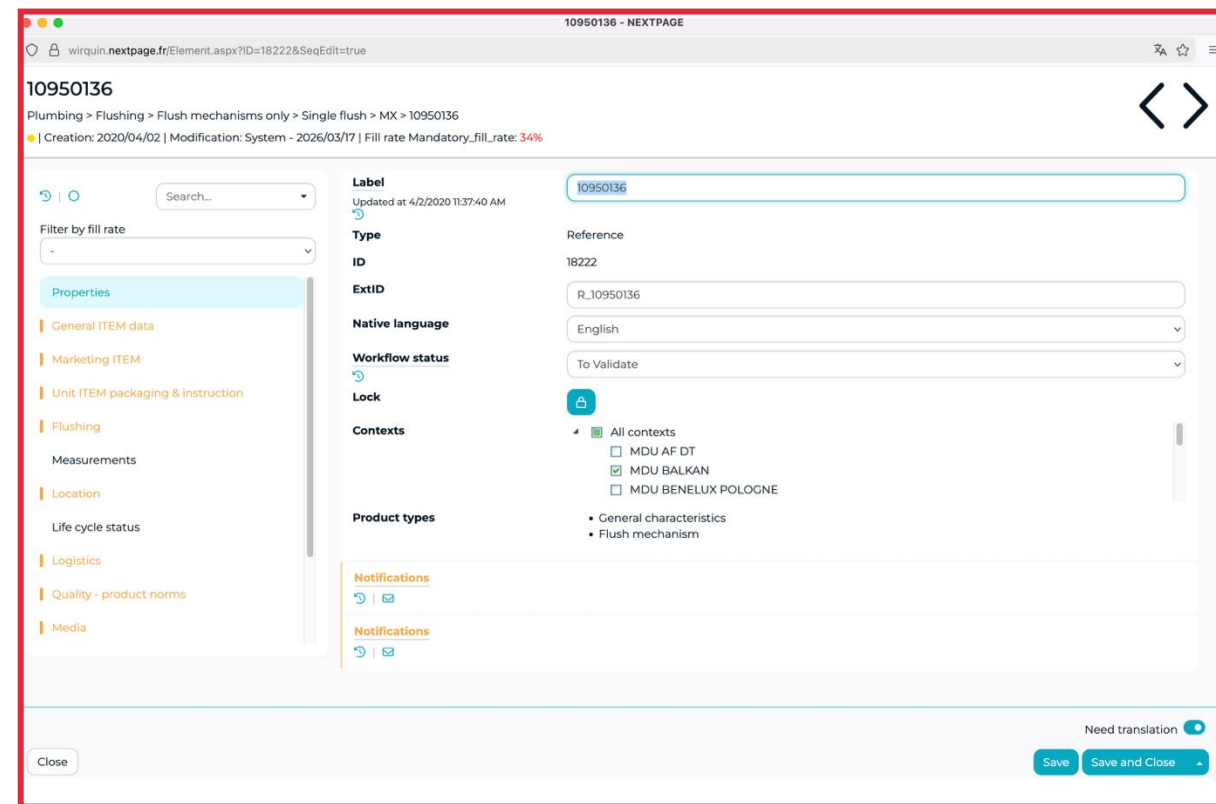 10950136 - NEXTPAGE
wirquin.nextpage.fr/Element.aspx?ID=18222&SeqEdit=true
10950136
Plumbing > Flushing > Flush mechanisms only > Single flush > MX > 10950136
| Creation: 2020/04/02 | Modification: System - 2026/03/17 | Fill rate Mandatory_fill_rate: 34%
Search...
Filter by fill rate
-
Properties
General ITEM data
Marketing ITEM
Unit ITEM packaging & instruction
Flushing
Measurements
Location
Life cycle status
Logistics
Quality - product norms
Media
Label
10950136
Updated at 4/2/2020 11:37:40 AM
Type
Reference
ID
18222
ExtID
R_10950136
Native language
English
Workflow status
To Validate
Lock
Contexts
All contexts
MDU AF DT
MDU BALKAN
MDU BENELUX POLOGNE
Product types
• General characteristics
• Flush mechanism
Notifications
Notifications
Need translation
Close
Save
Save and Close